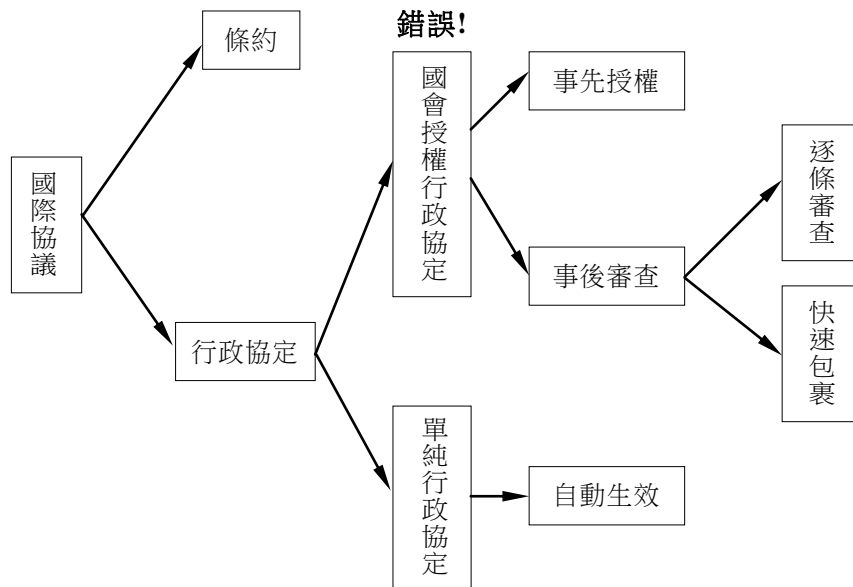 錯誤!
條約
國會授權行政協定
事先授權
國際協議
逐條審查
事後審查
行政協定
快速包裹
單純行政協定
自動生效